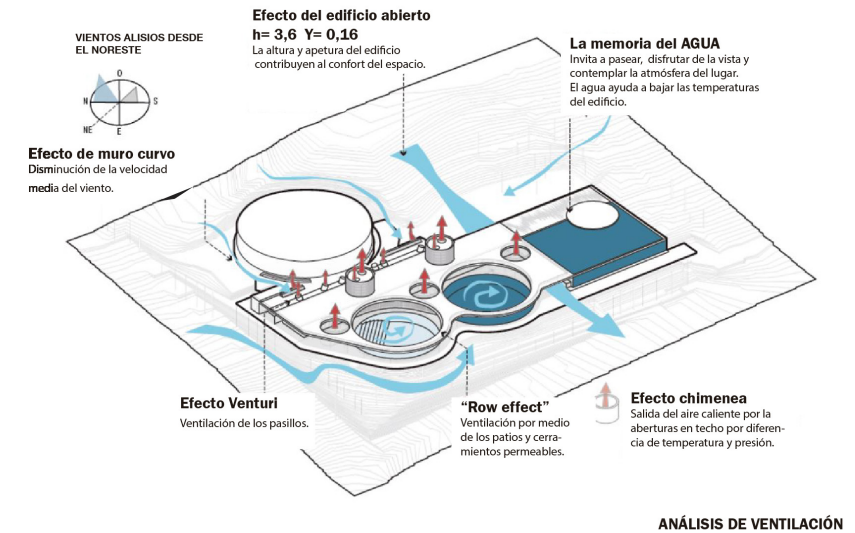 Efecto del edificio abierto
h= 3,6  Y= 0,16
La altura y apetura del edificio
contribuyen al confort del espacio.
VIENTOS ALISIOS DESDE
EL NORESTE
O
N
S
NE
E
La memoria del AGUA
Invita a pasear, disfrutar de la vista y
contemplar la atmósfera del lugar.
El agua ayuda a bajar las temperaturas
del edificio.
Efecto de muro curvo
Disminución de la velocidad
media del viento.
Efecto Venturi
Ventilación de los pasillos.
“Row effect”
Ventilación por medio
de los patios y cerra-
mientos permeables.
Efecto chimenea
Salida del aire caliente por la
aberturas en techo por diferen-
cia de temperatura y presión.
ANÁLISIS DE VENTILACIÓN